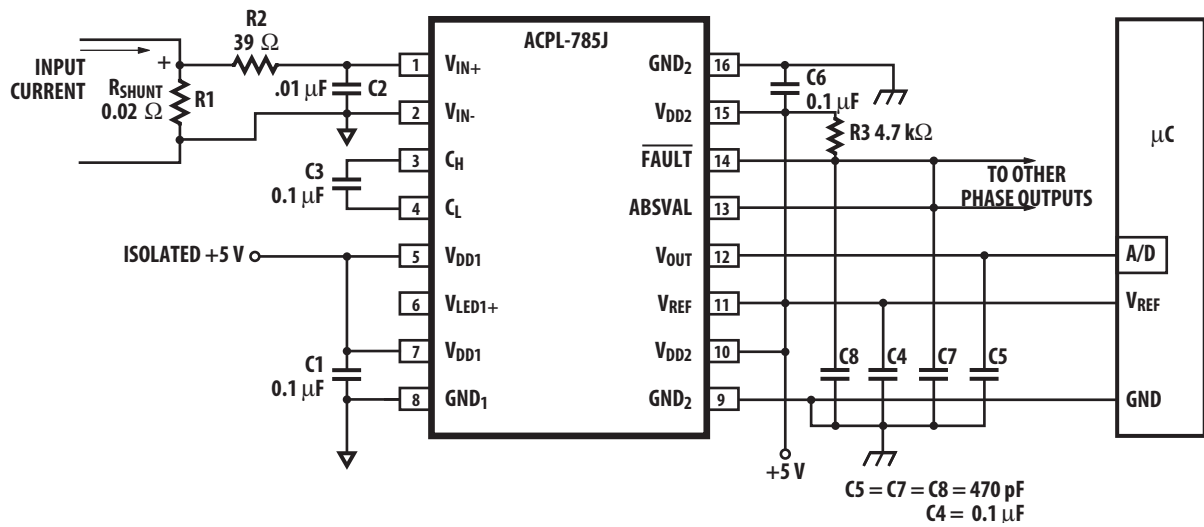 R2
39 Ω
INPUT
CURRENT
+
RSHUNT
0.02 Ω
R1
.01 μF
C2
C3
0.1 μF
ISOLATED +5 V
C1
0.1 μF
ACPL-785J
1 VIN+
2 VIN-
3 CH
4 CL
5 VDD1
6 VLED1+
7 VDD1
8 GND1
GND2 16
VDD2 15
FAULT 14
ABSVAL 13
VOUT 12
VREF 11
VDD2 10
GND2 9
C6
0.1 μF
R3 4.7 kΩ
TO OTHER
PHASE OUTPUTS
C8 C4 C7 C5
+5 V
C5 = C7 = C8 = 470 pF
C4 = 0.1 μF
μC
A/D
VREF
GND